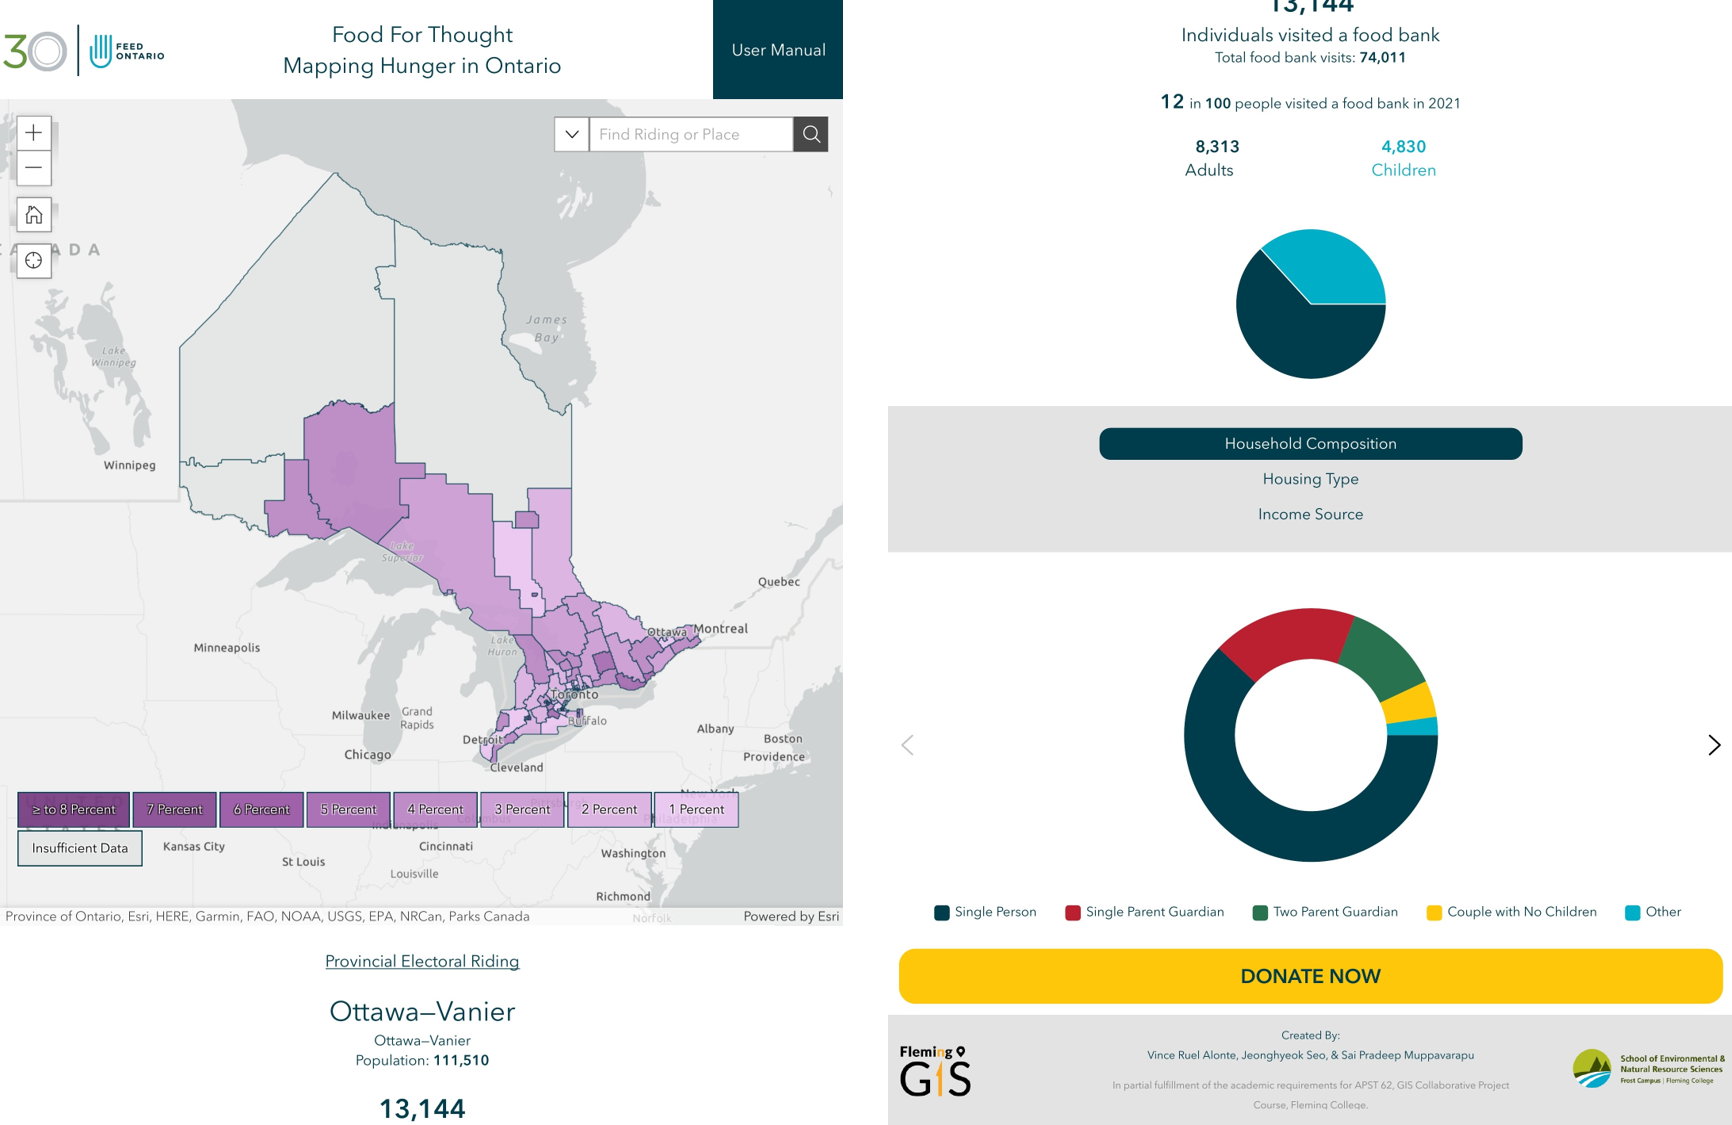 30
FEED
ONTARIO
Food For Thought
Mapping Hunger in Ontario
User Manual
Find Riding or Place
CANADA
James
Bay
Lake
Winnipeg
Winnipeg
Lake
Superior
Quebec
Ottawa
Montreal
Minneapolis
Lake
Huron
Toronto
Milwaukee
Grand
Rapids
Buffalo
Albany
Detroit
Boston
Chicago
Providence
Cleveland
New York
≥ to 8 Percent
7 Percent
6 Percent
5 Percent
4 Percent
3 Percent
2 Percent
1 Percent
Pittsburgh
Columbus
Philadelphia
Indianapolis
Insufficient Data
Kansas City
St Louis
Cincinnati
Washington
Louisville
Richmond
Norfolk
Province of Ontario, Esri, HERE, Garmin, FAO, NOAA, USGS, EPA, NRCan, Parks Canada
Powered by Esri
Provincial Electoral Riding
Ottawa—Vanier
Ottawa—Vanier
Population: 111,510
13,144
13,144
Individuals visited a food bank
Total food bank visits: 74,011
12 in 100 people visited a food bank in 2021
8,313
Adults
4,830
Children
Household Composition
Housing Type
Income Source
Single Person
Single Parent Guardian
Two Parent Guardian
Couple with No Children
Other
DONATE NOW
Fleming
GIS
Created By:
Vince Ruel Alonte, Jeonghyeok Seo, & Sai Pradeep Muppavarapu
In partial fulfillment of the academic requirements for APST 62, GIS Collaborative Project
Course, Fleming College.
School of Environmental &
Natural Resource Sciences
Frost Campus | Fleming College